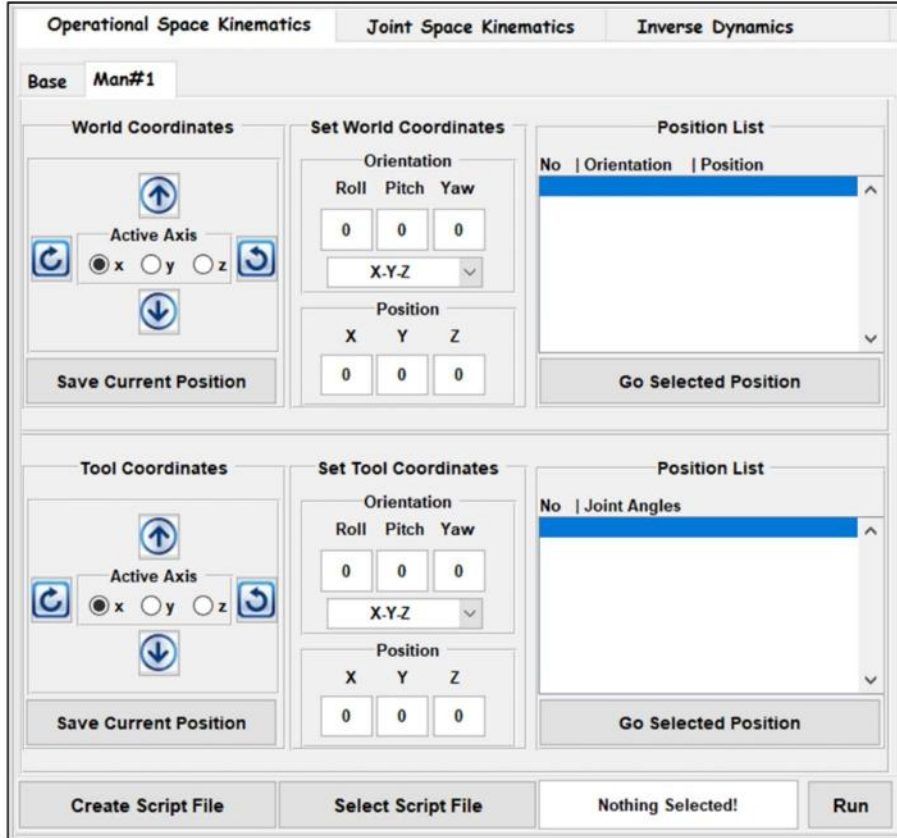 Operational Space Kinematics Joint Space Kinematics Inverse Dynamics
Base Man#1
World Coordinates
Active Axis
x y z
Save Current Position
Set World Coordinates
Orientation
Roll Pitch Yaw
0 0 0
X-Y-Z
Position
X Y Z
0 0 0
Position List
No | Orientation | Position
Go Selected Position
Tool Coordinates
Active Axis
x y z
Save Current Position
Set Tool Coordinates
Orientation
Roll Pitch Yaw
0 0 0
X-Y-Z
Position
X Y Z
0 0 0
Position List
No | Joint Angles
Go Selected Position
Create Script File Select Script File Nothing Selected! Run